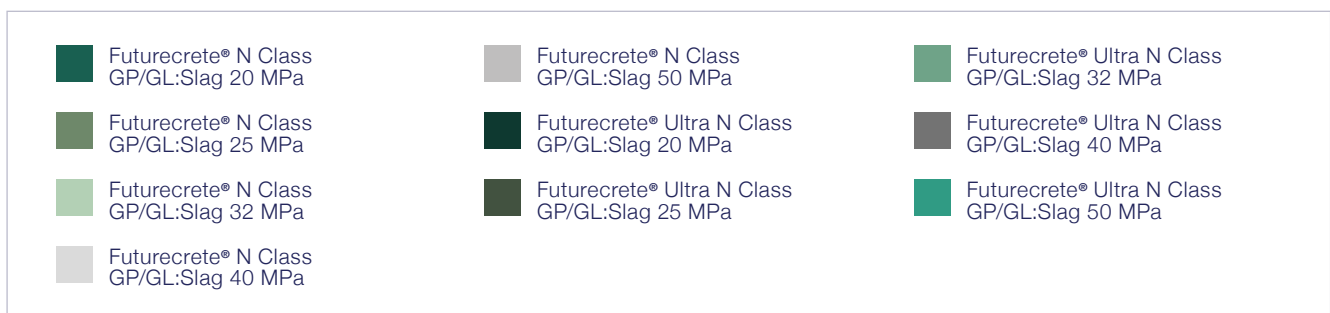 Futurecrete® N Class
GP/GL:Slag 20 MPa
Futurecrete® N Class
GP/GL:Slag 25 MPa
Futurecrete® N Class
GP/GL:Slag 32 MPa
Futurecrete® N Class
GP/GL:Slag 40 MPa
Futurecrete® N Class
GP/GL:Slag 50 MPa
Futurecrete® Ultra N Class
GP/GL:Slag 20 MPa
Futurecrete® Ultra N Class
GP/GL:Slag 25 MPa
Futurecrete® Ultra N Class
GP/GL:Slag 32 MPa
Futurecrete® Ultra N Class
GP/GL:Slag 40 MPa
Futurecrete® Ultra N Class
GP/GL:Slag 50 MPa